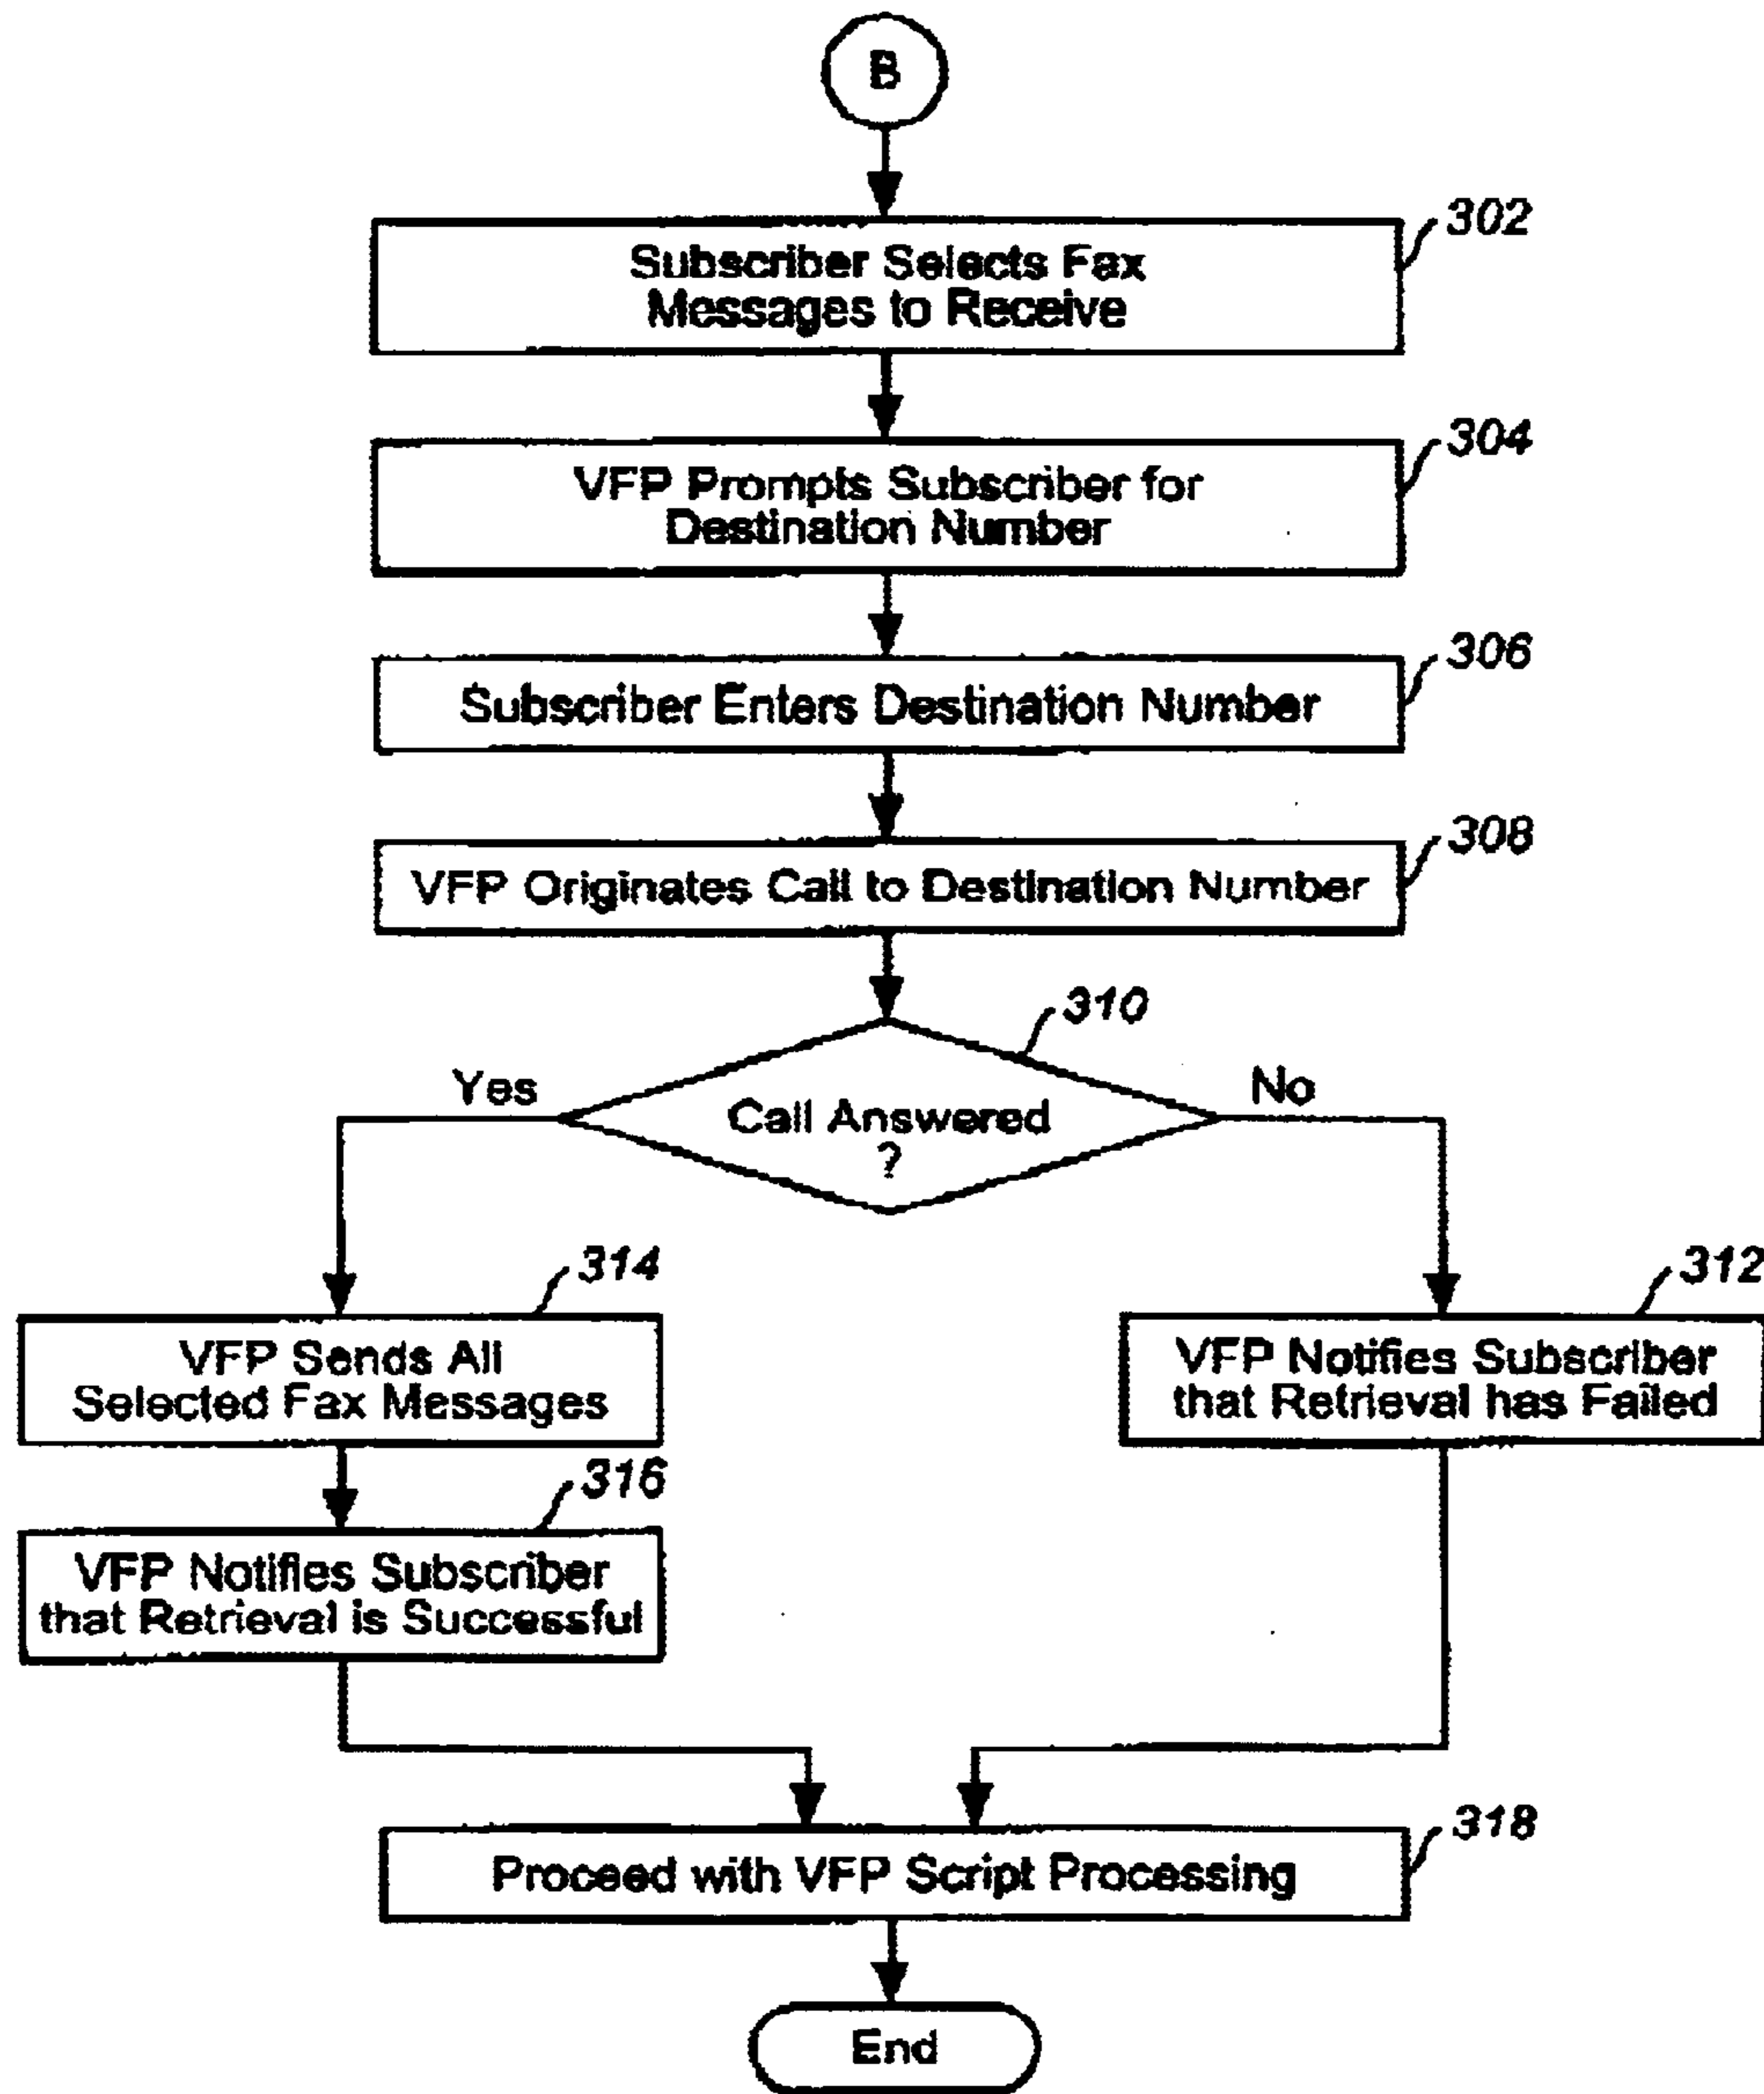 B
302
Subscriber Selects Fax
Messages to Receive
304
VFP Prompts Subscriber for
Destination Number
306
Subscriber Enters Destination Number
308
VFP Originates Call to Destination Number
310
Yes
No
Call Answered
?
314
312
VFP Sends All
Selected Fax Messages
VFP Notifies Subscriber
that Retrieval has Failed
316
VFP Notifies Subscriber
that Retrieval is Successful
318
Proceed with VFP Script Processing
End